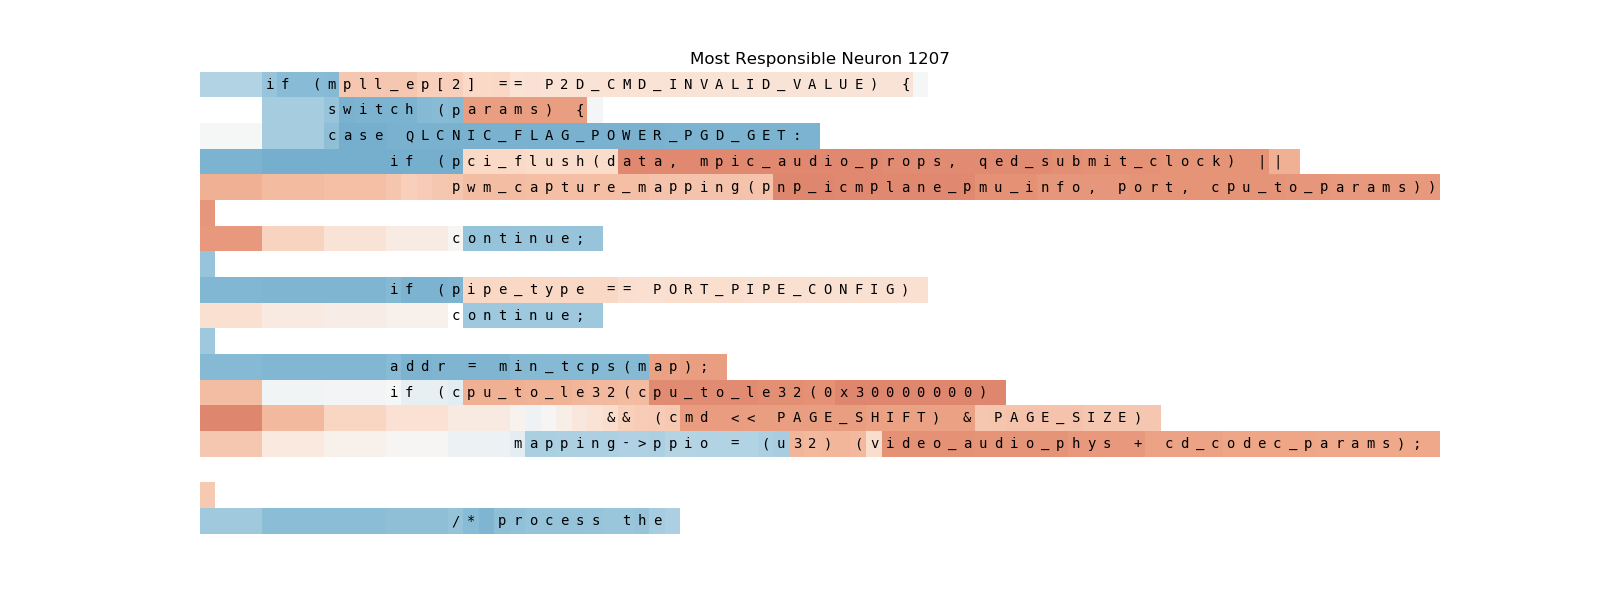 Most Responsible Neuron 1207
if (mpll_ep[2] == P2D_CMD_INVALID_VALUE) {
switch (params) {
case QLCNIC_FLAG_POWER_PGD_GET:
if (pci_flush(data, mpic_audio_props, qed_submit_clock) ||
pwm_capture_mapping(pnp_icmplane_pmu_info, port, cpu_to_params))
continue;
if (pipe_type == PORT_PIPE_CONFIG)
continue;
addr = min_tcps(map);
if (cpu_to_le32(cpu_to_le32(0x30000000)
&& (cmd << PAGE_SHIFT) & PAGE_SIZE)
mapping->ppio = (u32) (video_audio_phys + cd_codec_params);
/* process the